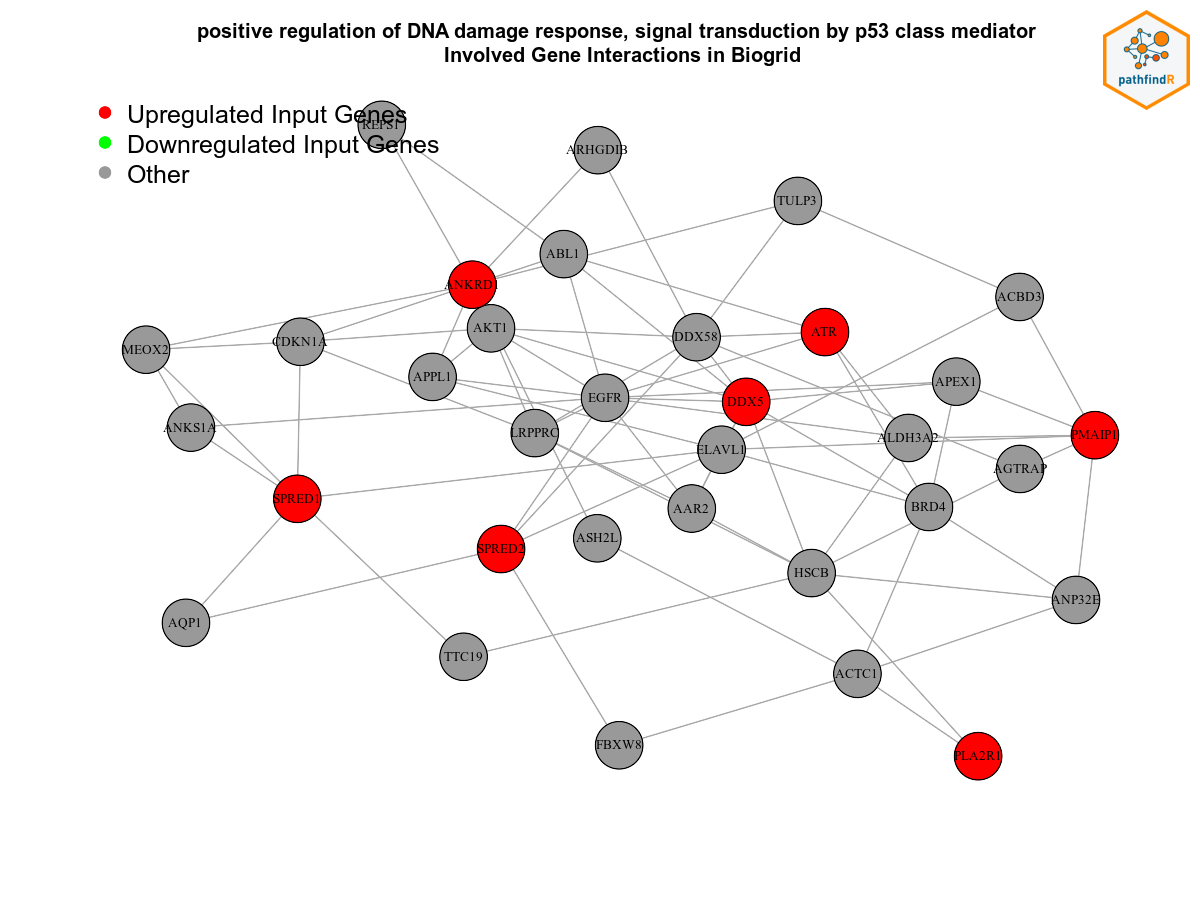 positive regulation of DNA damage response, signal transduction by p53 class mediator
Involved Gene Interactions in Biogrid
pathfindR
Upregulated Input Genes
Downregulated Input Genes
Other
REPS1
ARHGDIB
TULP3
ABL1
ANKRD1
ACBD3
AKT1
DDX58
ATR
MEOX2
CDKN1A
APPL1
APEX1
EGFR
DDX5
ANKS1A
LRPPRC
ALDH3A2
PMAIP1
ELAVL1
AGTRAP
SPRED1
AAR2
BRD4
SPRED2
ASH2L
HSCB
ANP32E
AQP1
TTC19
ACTC1
FBXW8
PLA2R1